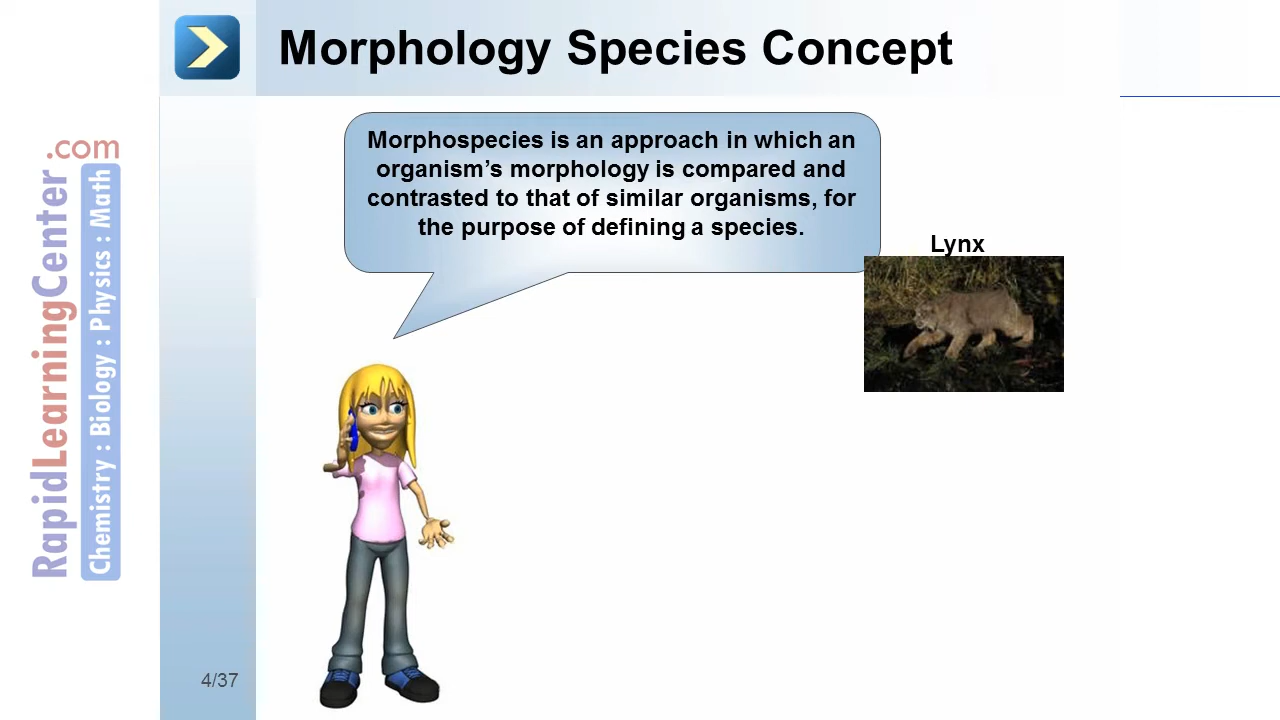 Morphology Species Concept
Morphospecies is an approach in which an
organism's morphology is compared and
contrasted to that of similar organisms, for
the purpose of defining a species.
Lynx
RapidLearningCenter.com
Chemistry : Biology : Physics : Math
4/37